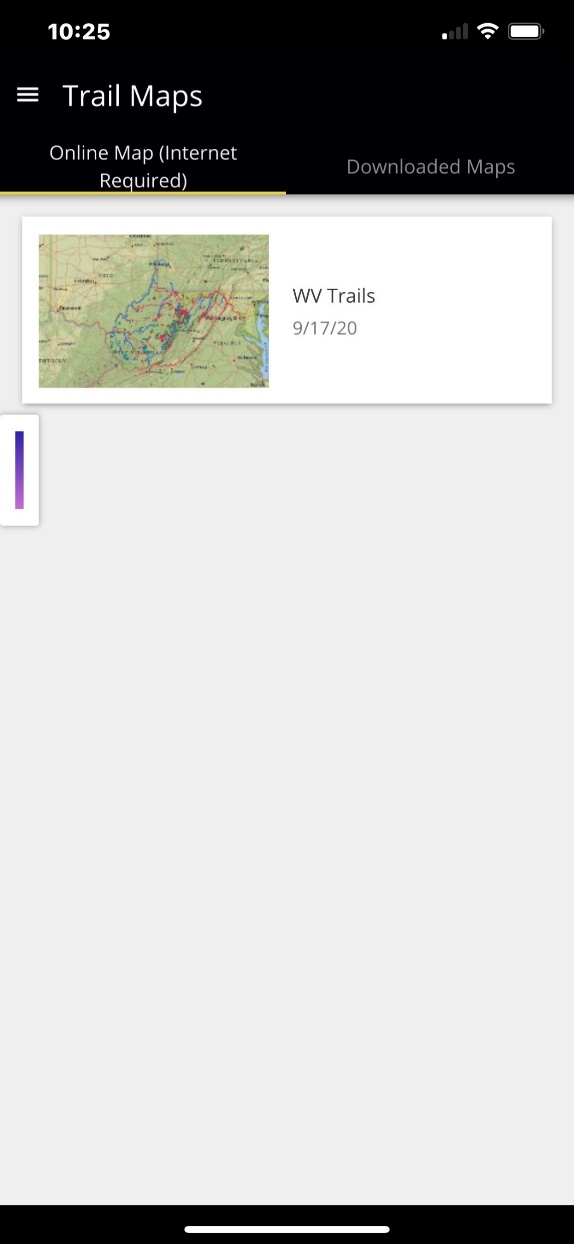 10:25
Trail Maps
Online Map (Internet
Required)
Downloaded Maps
WV Trails
9/17/20